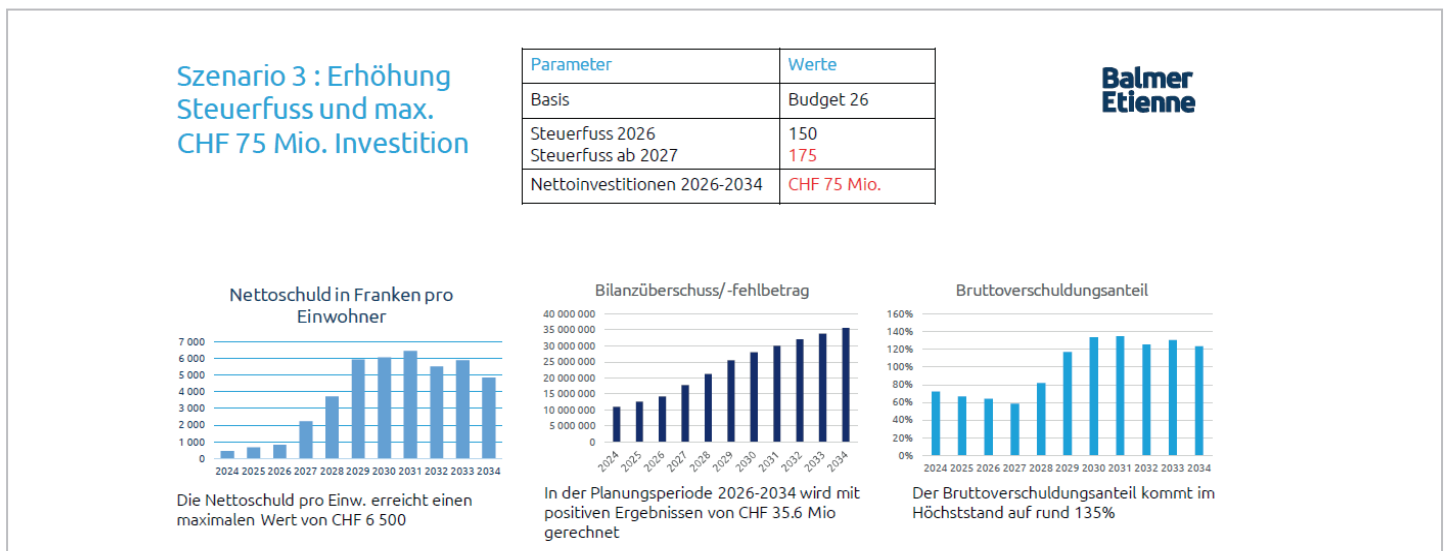 Szenario 3 : Erhöhung
Steuerfuss und max.
CHF 75 Mio. Investition
Parameter Werte
Basis Budget 26
Steuerfuss 2026 150
Steuerfuss ab 2027 175
Nettoinvestitionen 2026-2034 CHF 75 Mio.
Balmer
Etienne
Nettoschuld in Franken pro
Einwohner
7 000
6 000
5 000
4 000
3 000
2 000
1 000
0
2024 2025 2026 2027 2028 2029 2030 2031 2032 2033 2034
Die Nettoschuld pro Einw. erreicht einen
maximalen Wert von CHF 6 500
Bilanzüberschuss/-fehlbetrag
40 000 000
35 000 000
30 000 000
25 000 000
20 000 000
15 000 000
10 000 000
5 000 000
0
2024 2025 2026 2027 2028 2029 2030 2031 2032 2033 2034
In der Planungsperiode 2026-2034 wird mit
positiven Ergebnissen von CHF 35.6 Mio
gerechnet
Bruttoverschuldungsanteil
160%
140%
120%
100%
80%
60%
40%
20%
0%
2024 2025 2026 2027 2028 2029 2030 2031 2032 2033 2034
Der Bruttoverschuldungsanteil kommt im
Höchststand auf rund 135%